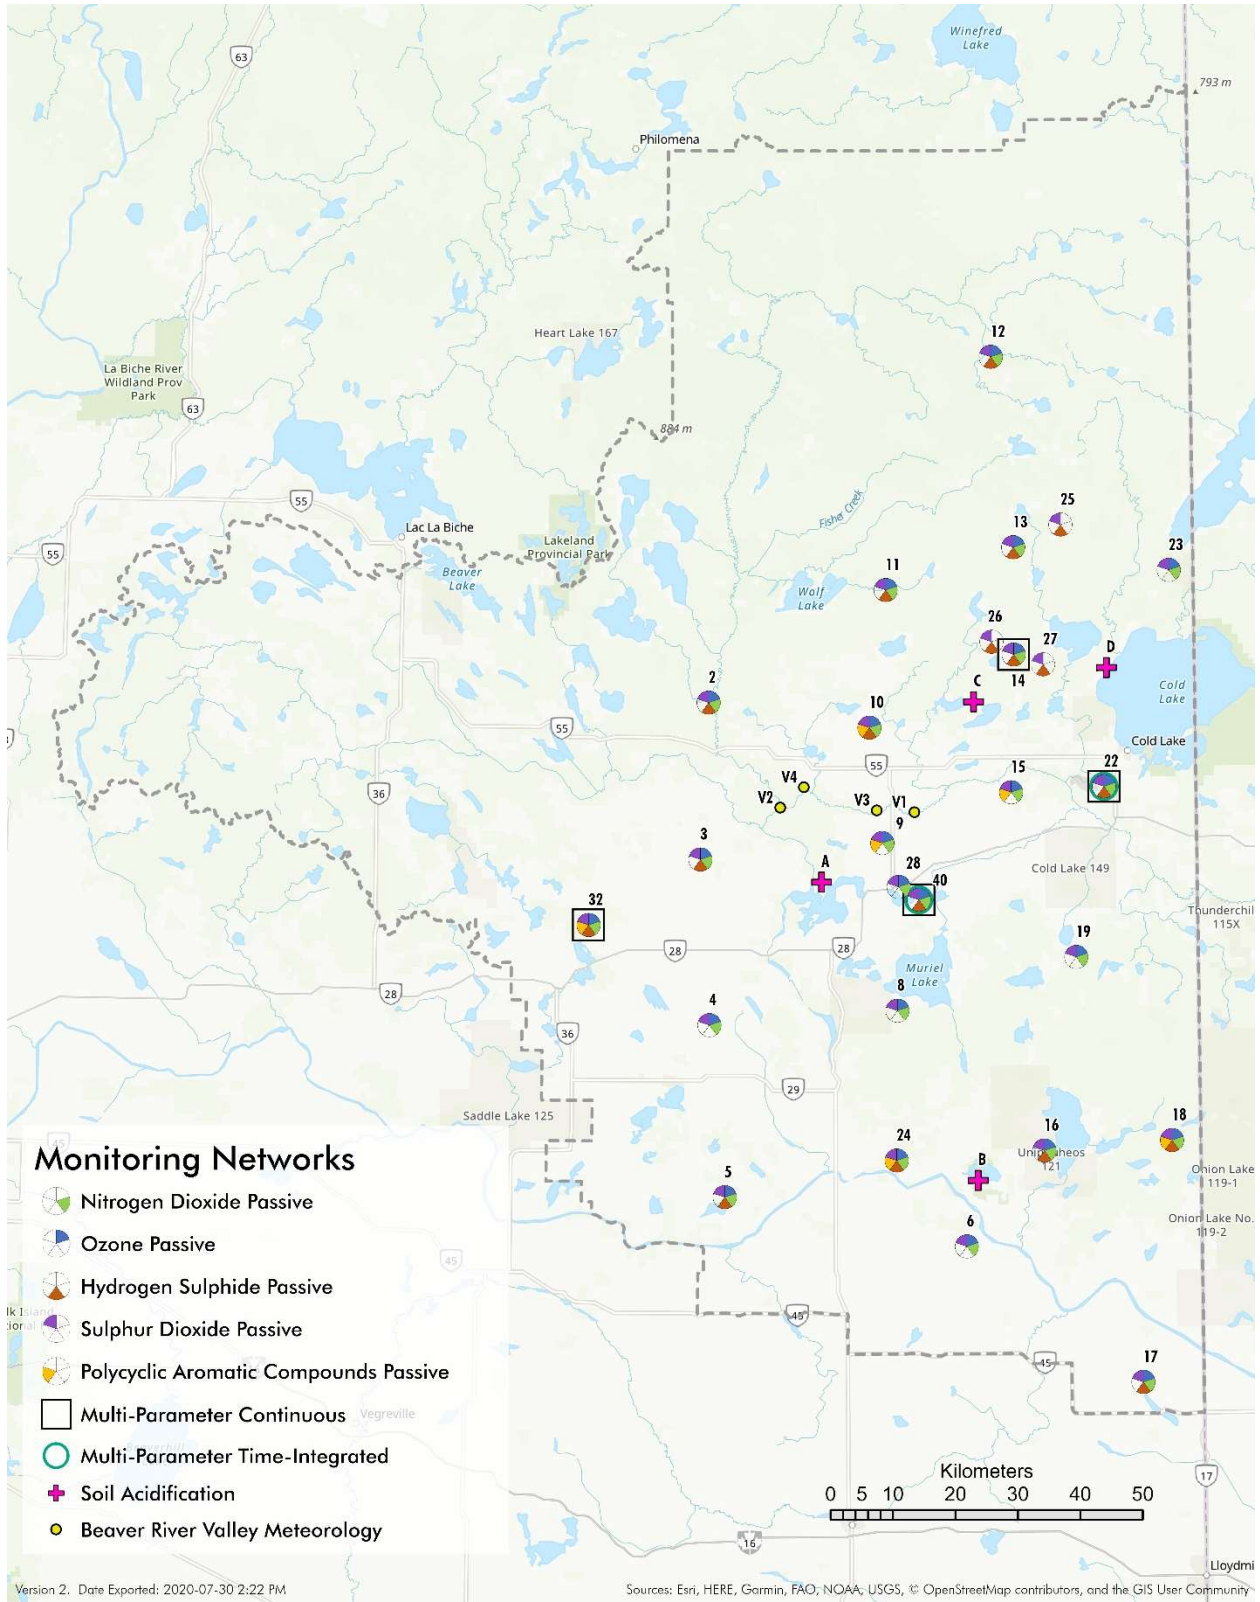 Winefred
Lake
63
793 m
Philomena
Heart Lake 167
12
La Biche River
Wildland Prov
Park
63
884 m
25
55
Fisher Creek
13
Lac La Biche
Lakeland
Provincial Park
23
55
Beaver
Lake
11
Wolf
Lake
26
27
D
2
C
14
Cold
Lake
10
55
Cold Lake
55
22
V4
15
36
V2
V3
V1
9
3
A
28
Cold Lake 149
40
32
Thunderchil
115X
19
28
28
Muriel
Lake
28
8
4
36
29
Saddle Lake 125
18
16
24
45
Monitoring Networks
B
121
Onion Lake
119-1
5
Nitrogen Dioxide Passive
6
Onion Lake No.
119-2
Ozone Passive
45
Hydrogen Sulphide Passive
lk Island
45
Sulphur Dioxide Passive
17
45
Polycyclic Aromatic Compounds Passive
Multi-Parameter Continuous
Vegreville
Multi-Parameter Time-Integrated
Kilometers
17
Soil Acidification
0 5 10 20 30 40 50
Beaver River Valley Meteorology
16
Lloydmi
Version 2. Date Exported: 2020-07-30 2:22 PM
Sources: Esri, HERE, Garmin, FAO, NOAA, USGS, © OpenStreetMap contributors, and the GIS User Community